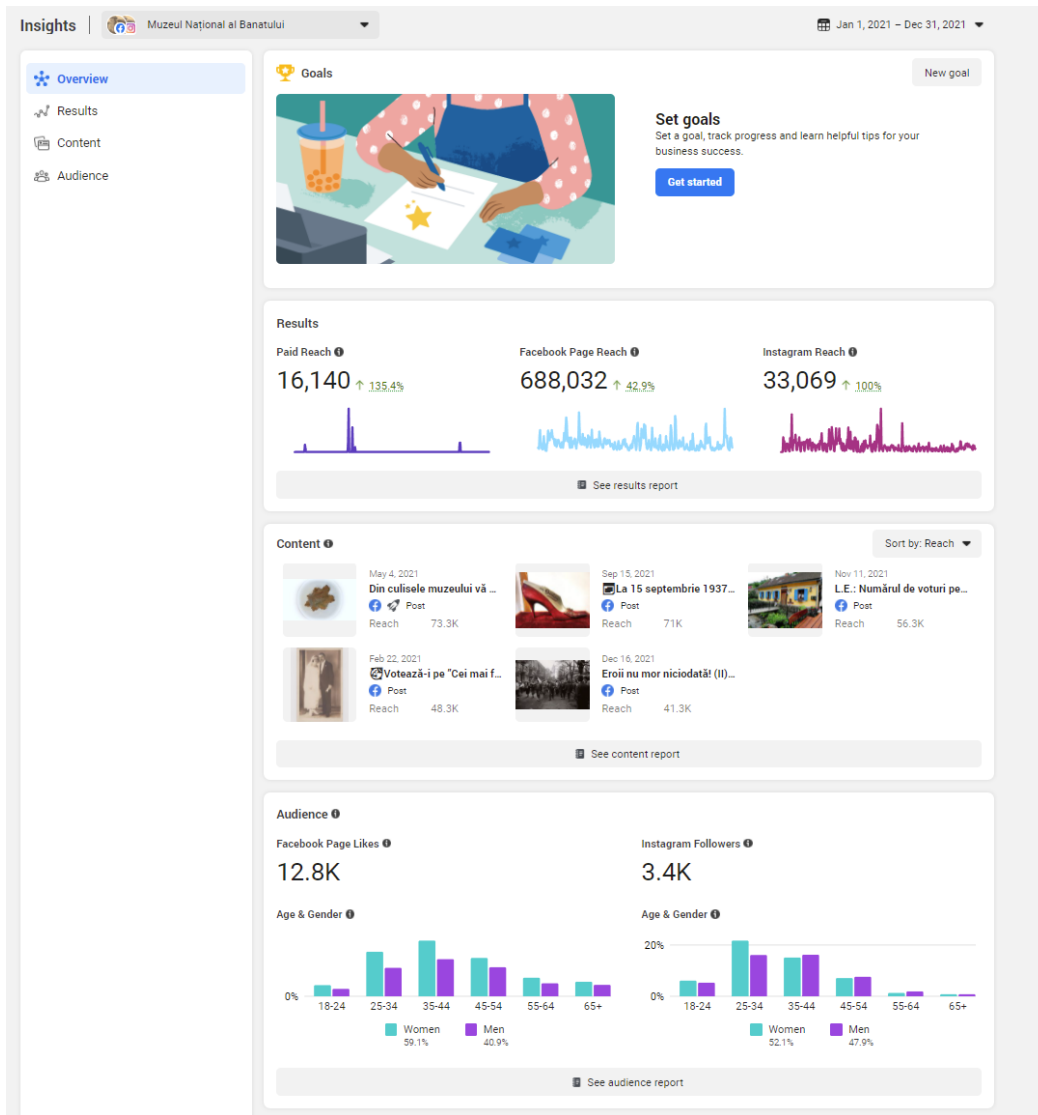 Insights
Muzeul Național al Banatului
Jan 1, 2021 – Dec 31, 2021
Overview
Results
Content
Audience
Goals
New goal
Set goals
Set a goal, track progress and learn helpful tips for your
business success.
Get started
Results
Paid Reach
16,140 ↑ 135.4%
Facebook Page Reach
688,032 ↑ 42.9%
Instagram Reach
33,069 ↑ 100%
See results report
Content
Sort by: Reach
May 4, 2021
Din culisele muzeului vă ...
Post
Reach 73.3K
Sep 15, 2021
La 15 septembrie 1937...
Post
Reach 71K
Nov 11, 2021
L.E.: Numărul de voturi pe...
Post
Reach 56.3K
Feb 22, 2021
Votează-i pe "Cei mai f...
Post
Reach 48.3K
Dec 16, 2021
Eroii nu mor niciodată! (II)...
Post
Reach 41.3K
See content report
Audience
Facebook Page Likes
12.8K
Age & Gender
0%
18-24 25-34 35-44 45-54 55-64 65+
Women Men
59.1% 40.9%
Instagram Followers
3.4K
Age & Gender
20%
0%
18-24 25-34 35-44 45-54 55-64 65+
Women Men
52.1% 47.9%
See audience report